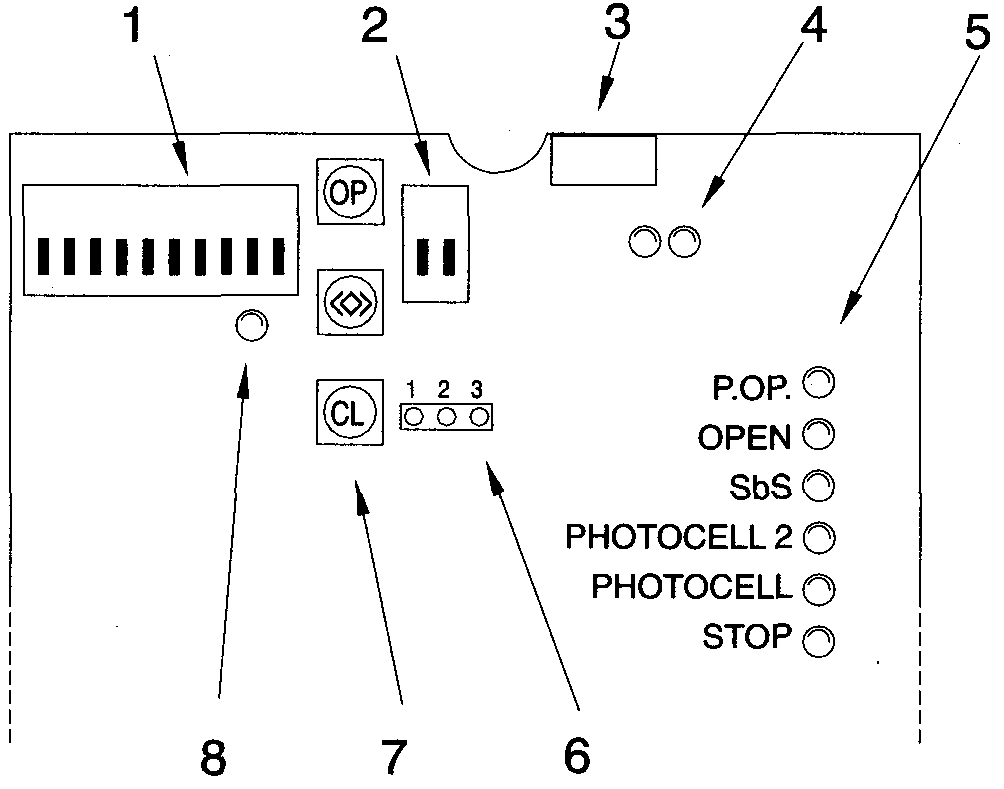 1 2 3 4 5
OP
CL
1 2 3
P.OP.
OPEN
SbS
PHOTOCELL 2
PHOTOCELL
STOP
8 7 6